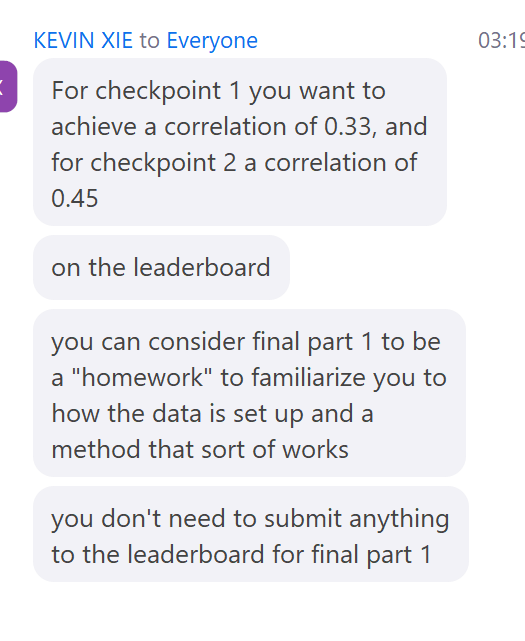 KEVIN XIE to Everyone
03:19
For checkpoint 1 you want to
achieve a correlation of 0.33, and
for checkpoint 2 a correlation of
0.45
on the leaderboard
you can consider final part 1 to be
a "homework" to familiarize you to
how the data is set up and a
method that sort of works
you don't need to submit anything
to the leaderboard for final part 1